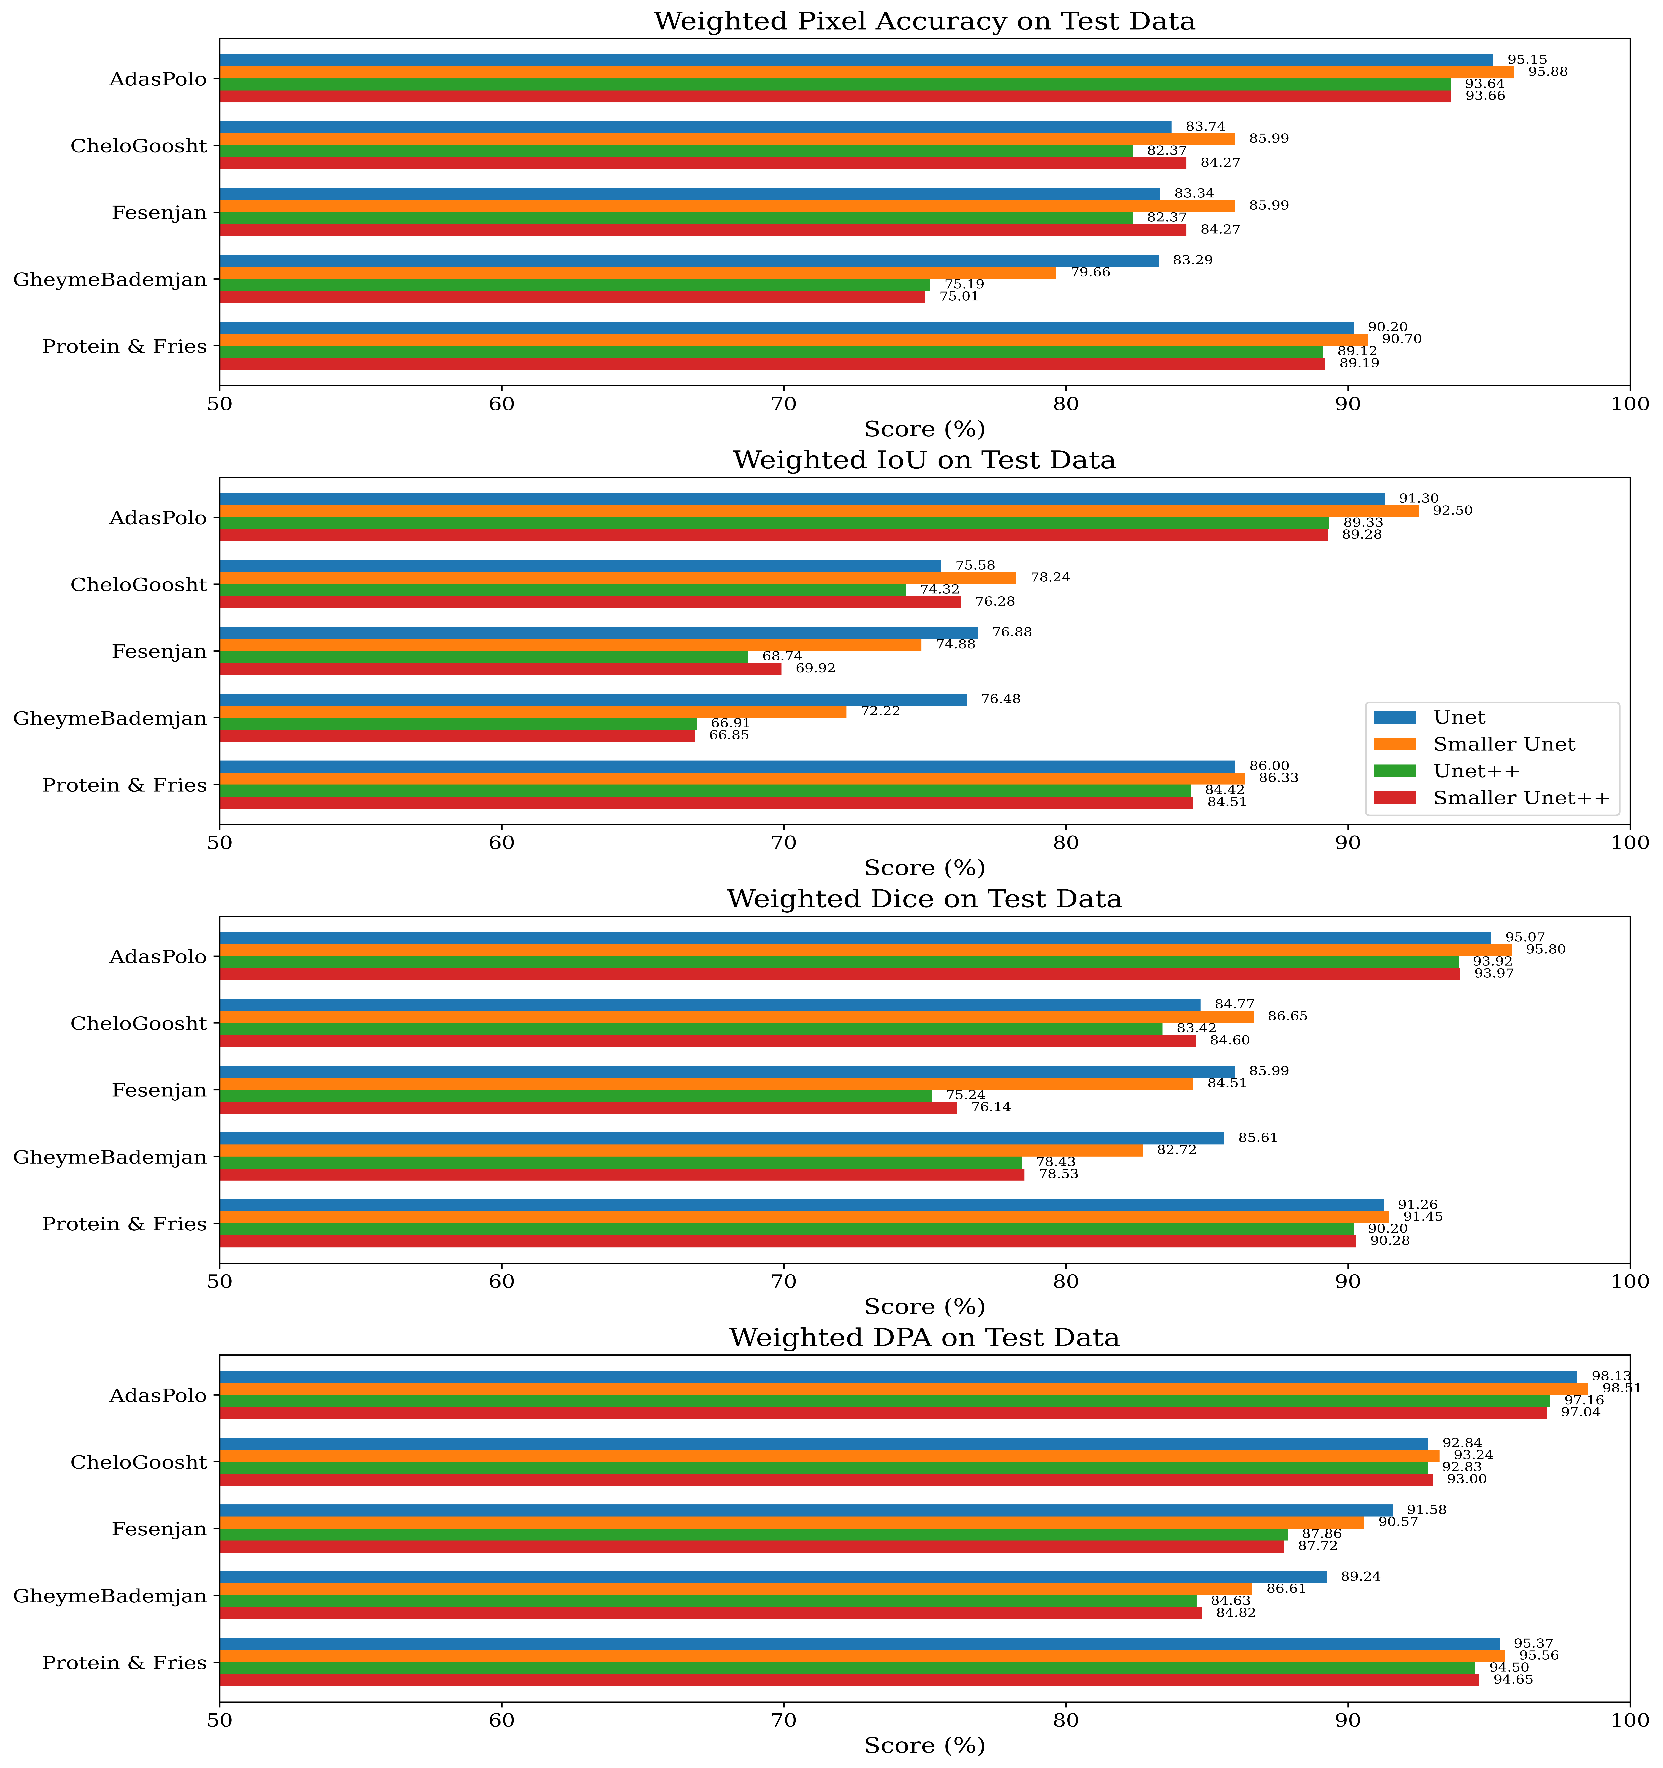 Weighted Pixel Accuracy on Test Data
AdasPolo
95.15
95.88
93.64
93.66
CheloGoosht
83.74
85.99
82.37
84.27
Fesenjan
83.34
85.99
82.37
84.27
GheymeBademjan
83.29
79.66
75.19
75.01
Protein & Fries
90.20
90.70
89.12
89.19
50 60 70 80 90 100
Score (%)
Weighted IoU on Test Data
AdasPolo
91.30
92.50
89.33
89.28
CheloGoosht
75.58
78.24
74.32
76.28
Fesenjan
76.88
74.88
68.74
69.92
GheymeBademjan
76.48
72.22
66.91
66.85
Protein & Fries
86.00
86.33
84.42
84.51
Unet
Smaller Unet
Unet++
Smaller Unet++
50 60 70 80 90 100
Score (%)
Weighted Dice on Test Data
AdasPolo
95.07
95.80
93.92
93.97
CheloGoosht
84.77
86.65
83.42
84.60
Fesenjan
85.99
84.51
75.24
76.14
GheymeBademjan
85.61
82.72
78.43
78.53
Protein & Fries
91.26
91.45
90.20
90.28
50 60 70 80 90 100
Score (%)
Weighted DPA on Test Data
AdasPolo
98.13
98.51
97.16
97.04
CheloGoosht
92.84
93.24
92.83
93.00
Fesenjan
91.58
90.57
87.86
87.72
GheymeBademjan
89.24
86.61
84.63
84.82
Protein & Fries
95.37
95.56
94.50
94.65
50 60 70 80 90 100
Score (%)